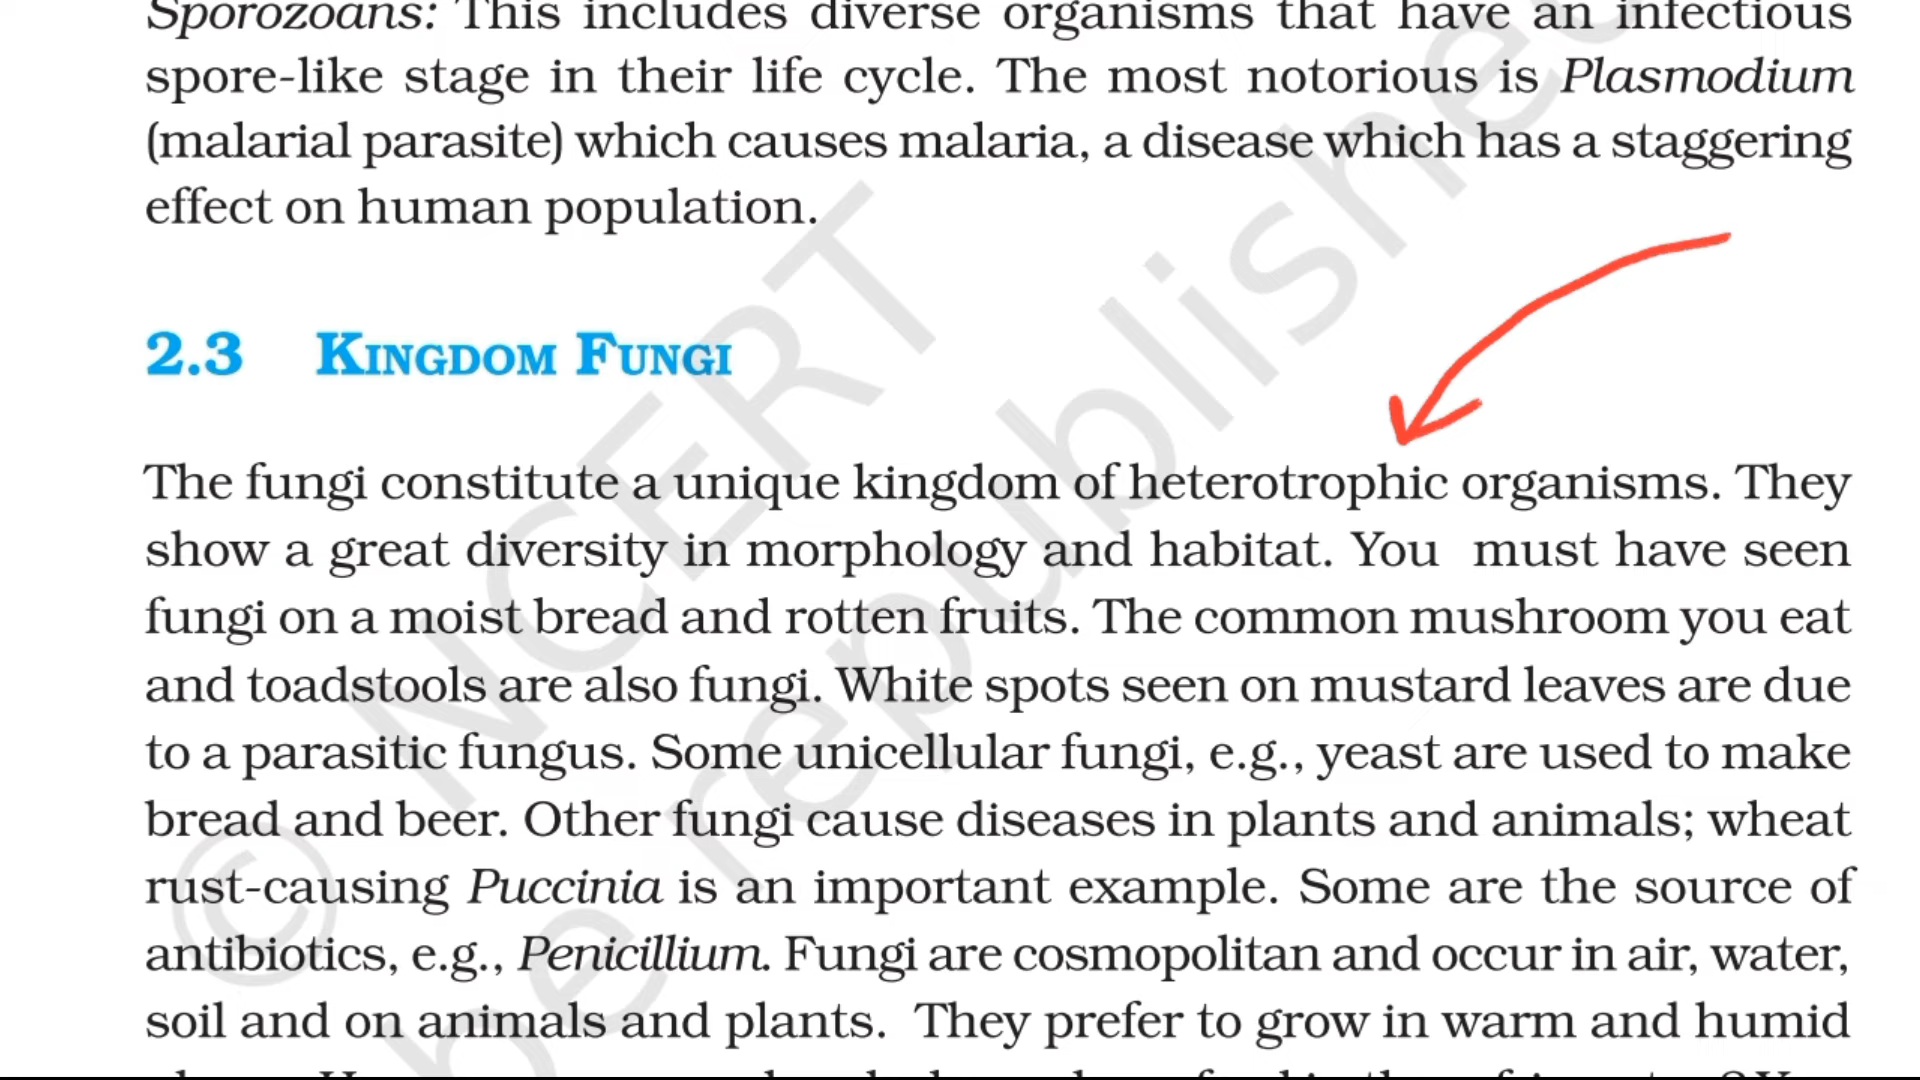 Sporozoans: This includes diverse organisms that have an infectious
spore-like stage in their life cycle. The most notorious is Plasmodium
(malarial parasite) which causes malaria, a disease which has a staggering
effect on human population.
2.3 KINGDOM FUNGI
The fungi constitute a unique kingdom of heterotrophic organisms. They
show a great diversity in morphology and habitat. You must have seen
fungi on a moist bread and rotten fruits. The common mushroom you eat
and toadstools are also fungi. White spots seen on mustard leaves are due
to a parasitic fungus. Some unicellular fungi, e.g., yeast are used to make
bread and beer. Other fungi cause diseases in plants and animals; wheat
rust-causing Puccinia is an important example. Some are the source of
antibiotics, e.g., Penicillium. Fungi are cosmopolitan and occur in air, water,
soil and on animals and plants. They prefer to grow in warm and humid
© NCERT
be republished